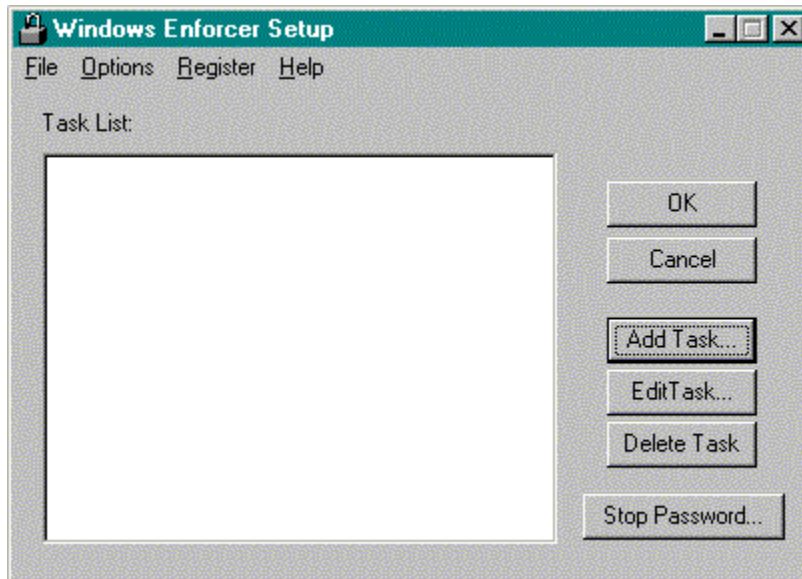 Windows Enforcer Setup
File Options Register Help
Task List:
OK
Cancel
Add Task...
EditTask...
Delete Task
Stop Password...